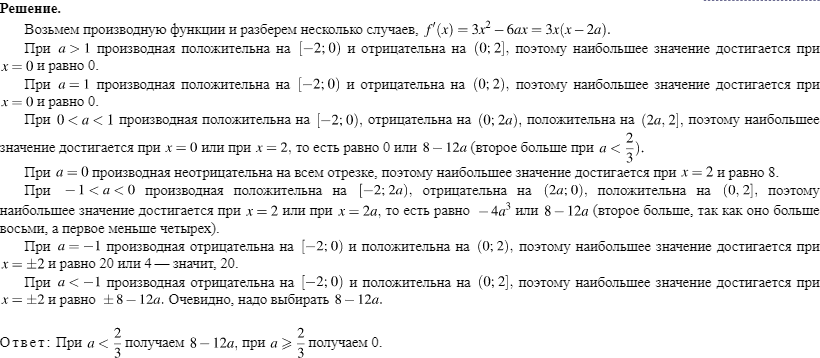 Решение.
Возьмем производную функции и разберем несколько случаев, f′(x) = 3x² − 6ax = 3x(x − 2a).
При a > 1 производная положительна на [−2; 0) и отрицательна на (0; 2], поэтому наибольшее значение достигается при
x = 0 и равно 0.
При a = 1 производная положительна на [−2; 0) и отрицательна на (0; 2), поэтому наибольшее значение достигается при
x = 0 и равно 0.
При 0 < a < 1 производная положительна на [−2; 0), отрицательна на (0; 2a), положительна на (2a, 2], поэтому наибольшее
значение достигается при x = 0 или при x = 2, то есть равно 0 или 8 − 12a (второе больше при a < 2/3).
При a = 0 производная неотрицательна на всем отрезке, поэтому наибольшее значение достигается при x = 2 и равно 8.
При −1 < a < 0 производная положительна на [−2; 2a), отрицательна на (2a; 0), положительна на (0, 2], поэтому
наибольшее значение достигается при x = 2 или при x = 2a, то есть равно −4a³ или 8 − 12a (второе больше, так как оно больше
восьми, а первое меньше четырех).
При a = −1 производная отрицательна на [−2; 0) и положительна на (0; 2), поэтому наибольшее значение достигается при
x = ±2 и равно 20 или 4 — значит, 20.
При a < −1 производная отрицательна на [−2; 0) и положительна на (0; 2], поэтому наибольшее значение достигается при
x = ±2 и равно ±8 − 12a. Очевидно, надо выбирать 8 − 12a.
Ответ: При a < 2/3 получаем 8 − 12a, при a ⩾ 2/3 получаем 0.